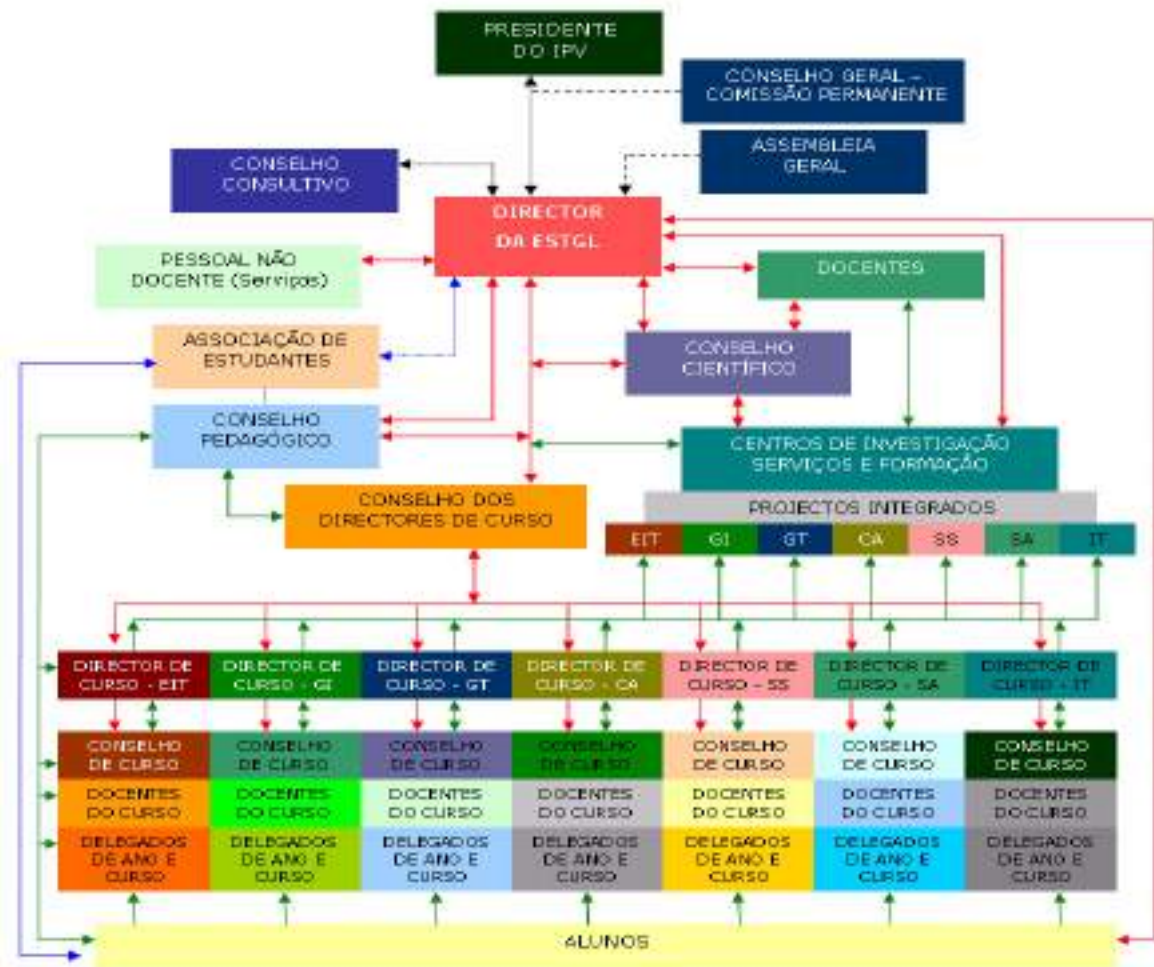 PRESIDENTE
DO IPV
CONSELHO GERAL –
COMISSÃO PERMANENTE
ASSEMBLEIA
GERAL
CONSELHO
CONSULTIVO
DIRECTOR
DA ESTGL
PESSOAL NÃO
DOCENTE (Serviços)
DOCENTES
ASSOCIAÇÃO DE
ESTUDANTES
CONSELHO
CIENTÍFICO
CONSELHO
PEDAGÓGICO
CENTROS DE INVESTIGAÇÃO
SERVIÇOS E FORMAÇÃO
CONSELHO DOS
DIRECTORES DE CURSO
PROJECTOS INTEGRADOS
EIT GI GT CA SS SA IT
DIRECTOR DE
CURSO - EIT
DIRECTOR DE
CURSO - GI
DIRECTOR DE
CURSO - GT
DIRECTOR DE
CURSO - CA
DIRECTOR DE
CURSO - SS
DIRECTOR DE
CURSO - SA
DIRECTOR DE
CURSO - IT
CONSELHO
DE CURSO
CONSELHO
DE CURSO
CONSELHO
DE CURSO
CONSELHO
DE CURSO
CONSELHO
DE CURSO
CONSELHO
DE CURSO
CONSELHO
DE CURSO
DOCENTES
DO CURSO
DOCENTES
DO CURSO
DOCENTES
DO CURSO
DOCENTES
DO CURSO
DOCENTES
DO CURSO
DOCENTES
DO CURSO
DOCENTES
DO CURSO
DELEGADOS
DE ANO E
CURSO
DELEGADOS
DE ANO E
CURSO
DELEGADOS
DE ANO E
CURSO
DELEGADOS
DE ANO E
CURSO
DELEGADOS
DE ANO E
CURSO
DELEGADOS
DE ANO E
CURSO
DELEGADOS
DE ANO E
CURSO
ALUNOS